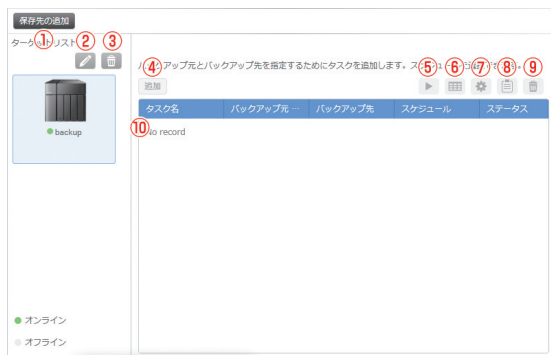 保存先の追加
ターゲットリスト
① ② ③
backup
オンライン
オフライン
バックアップ元とバックアップ先を指定するためにタスクを追加します。
④ ⑤ ⑥ ⑦ ⑧ ⑨
追加
タスク名 バックアップ元 … バックアップ先 スケジュール ステータス
⑩
No record